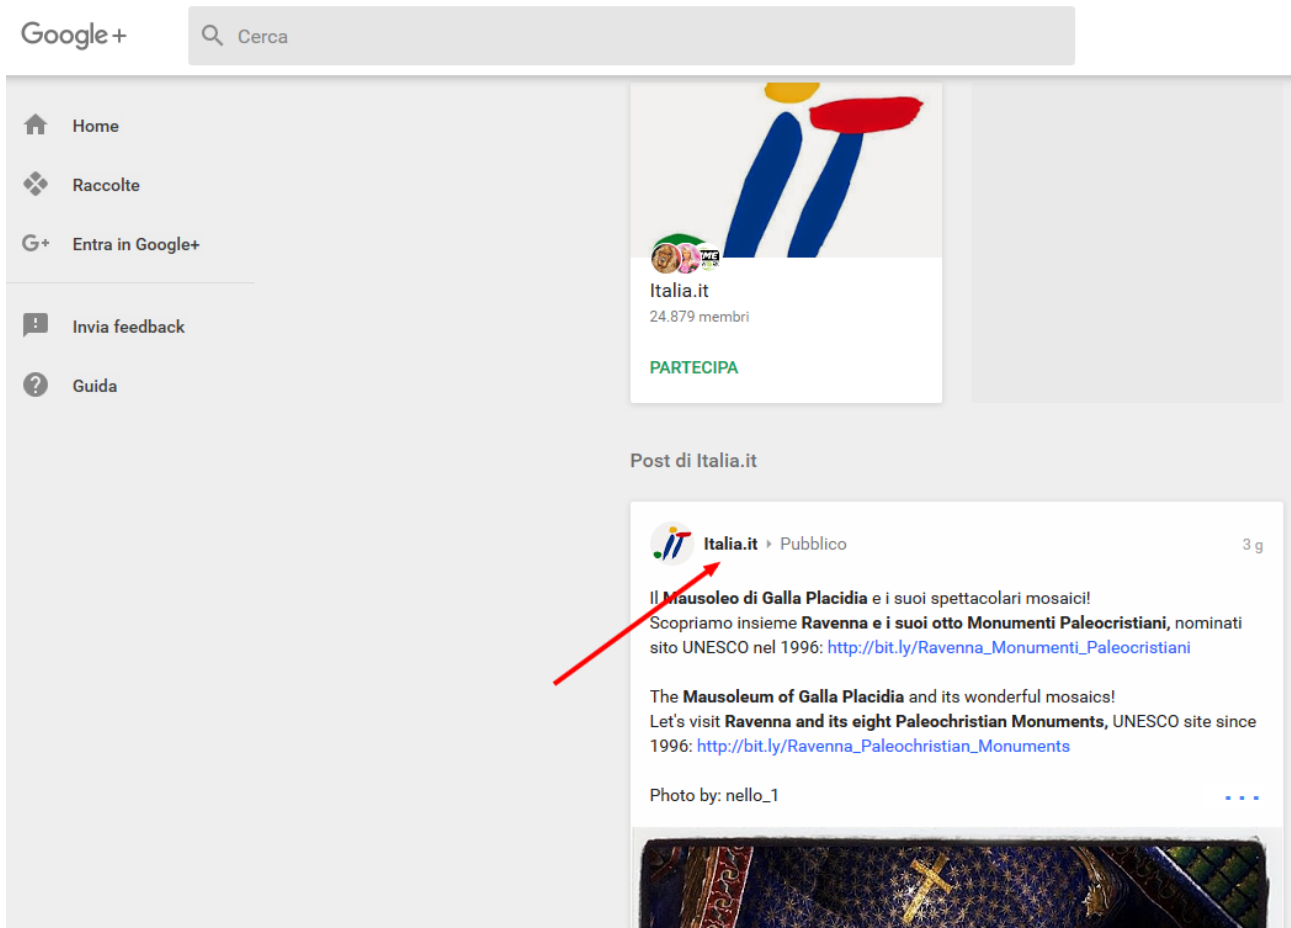 Google+
Cerca
Home
Raccolte
G+ Entra in Google+
Invia feedback
Guida
Italia.it
24.879 membri
PARTECIPA
Post di Italia.it
Italia.it Pubblico 3 g
Il Mausoleo di Galla Placidia e i suoi spettacolari mosaici!
Scopriamo insieme Ravenna e i suoi otto Monumenti Paleocristiani, nominati
sito UNESCO nel 1996: http://bit.ly/Ravenna_Monumenti_Paleocristiani
The Mausoleum of Galla Placidia and its wonderful mosaics!
Let's visit Ravenna and its eight Paleochristian Monuments, UNESCO site since
1996: http://bit.ly/Ravenna_Paleochristian_Monuments
Photo by: nello_1